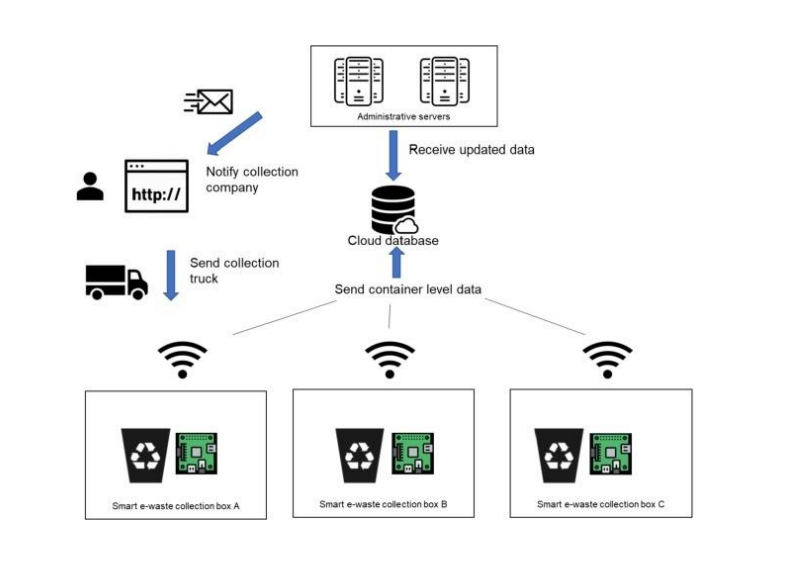 Administrative servers
Receive updated data
Notify collection
company
http://
Cloud database
Send collection
truck
Send container level data
Smart e-waste collection box A
Smart e-waste collection box B
Smart e-waste collection box C